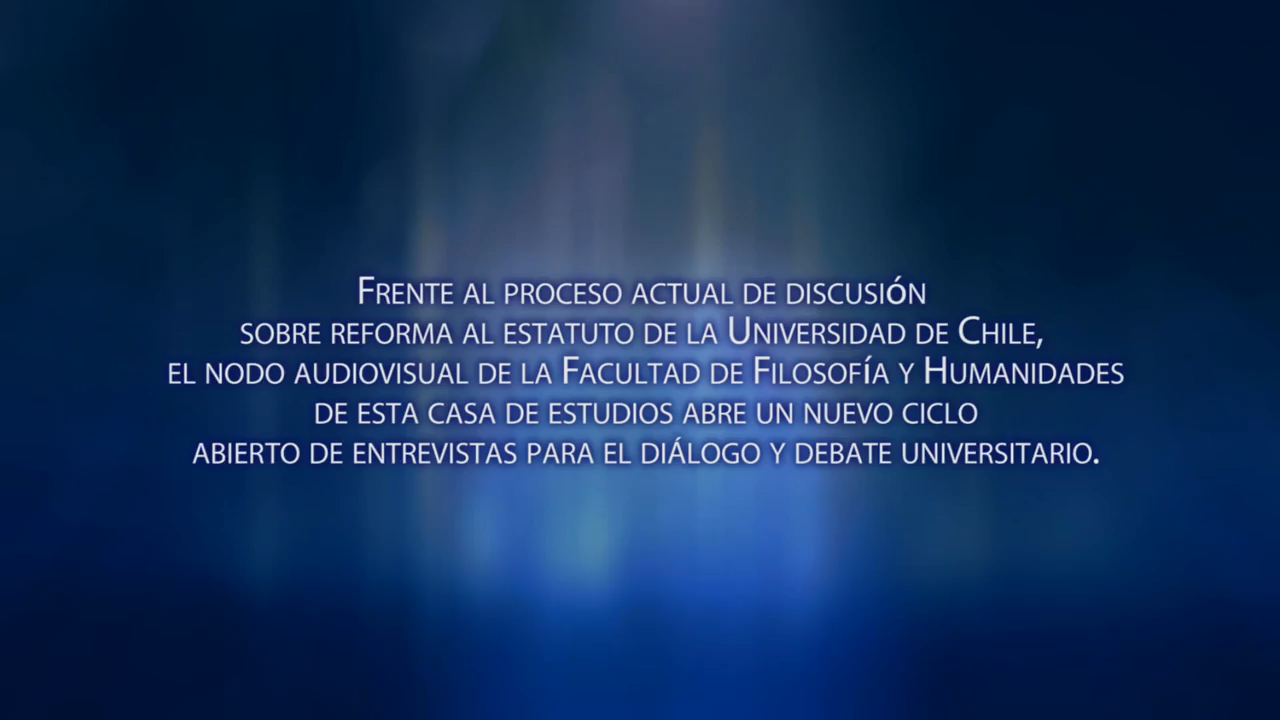 Frente al proceso actual de discusión
sobre reforma al estatuto de la Universidad de Chile,
el nodo audiovisual de la Facultad de Filosofía y Humanidades
de esta casa de estudios abre un nuevo ciclo
abierto de entrevistas para el diálogo y debate universitario.